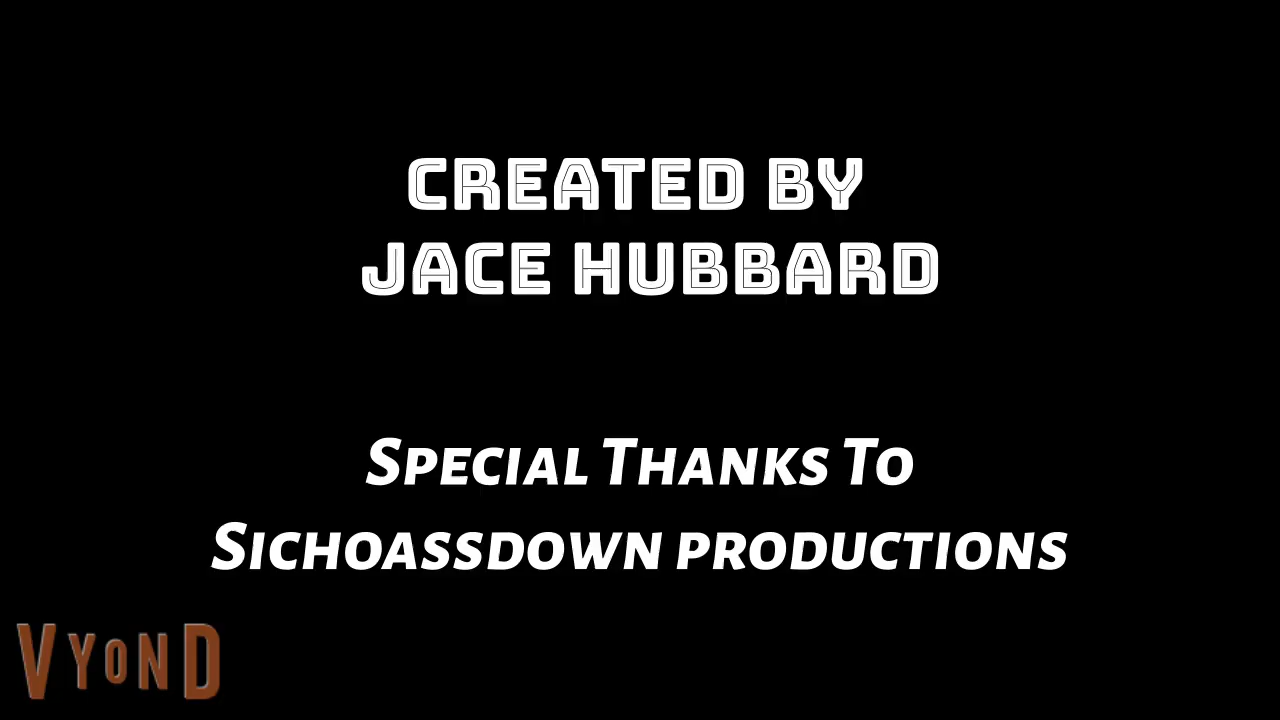 CREATED BY
JACE HUBBARD
SPECIAL THANKS TO
SICHOASSDOWN PRODUCTIONS
VYOND